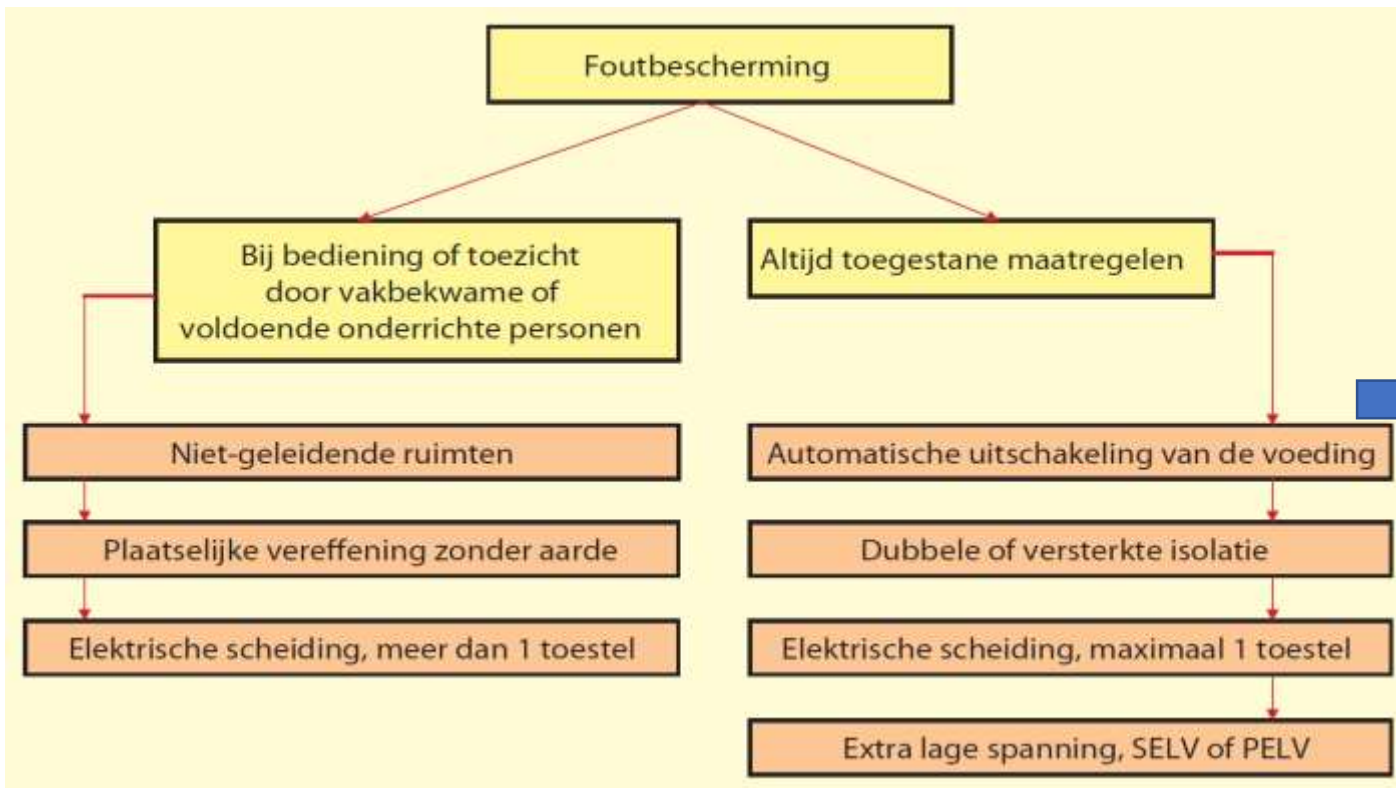 Foutbescherming
Bij bediening of toezicht
door vakbekwame of
voldoende onderrichte personen
Altijd toegestane maatregelen
Niet-geleidende ruimten
Plaatselijke vereffening zonder aarde
Elektrische scheiding, meer dan 1 toestel
Automatische uitschakeling van de voeding
Dubbele of versterkte isolatie
Elektrische scheiding, maximaal 1 toestel
Extra lage spanning, SELV of PELV